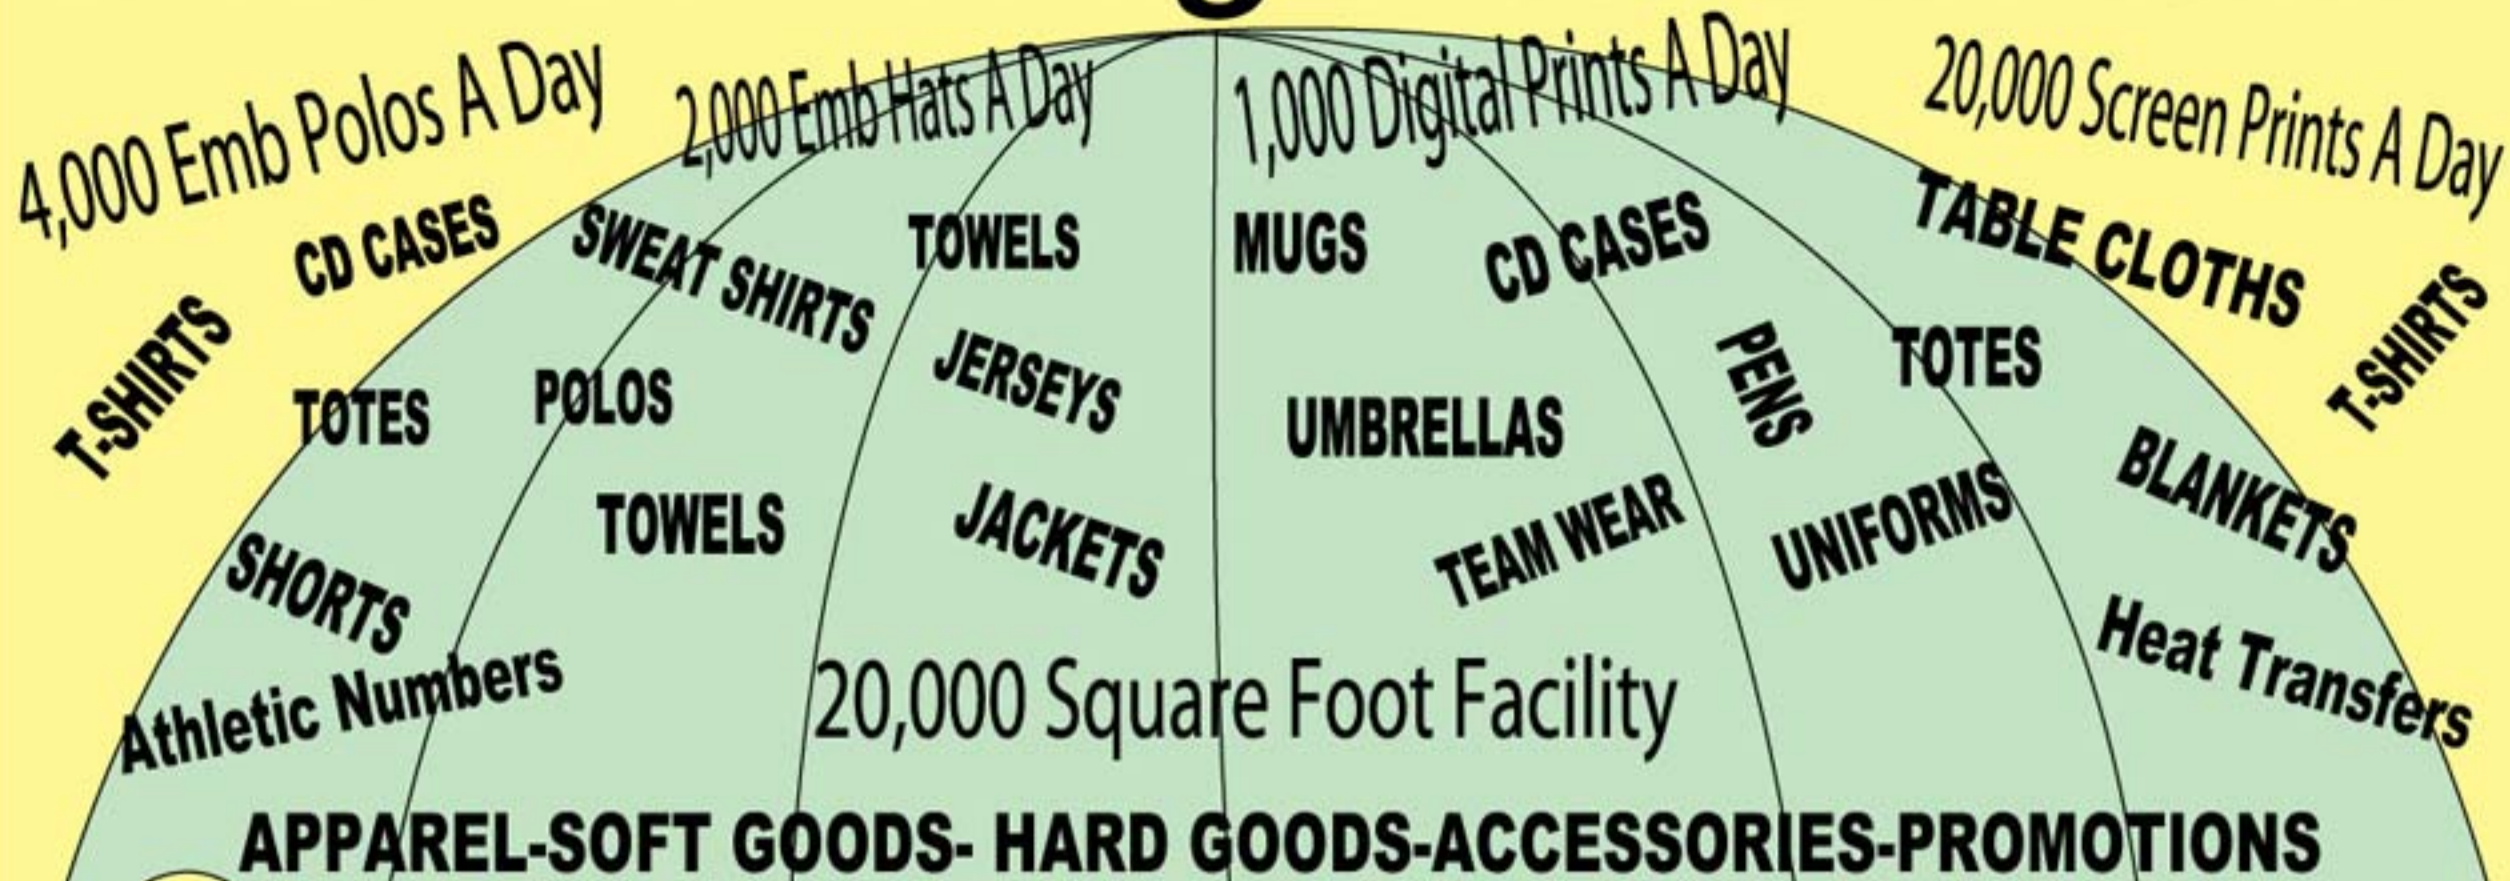 4,000 Emb Polos A Day
2,000 Emb Hats A Day
1,000 Digital Prints A Day
20,000 Screen Prints A Day
CD CASES
SWEAT SHIRTS
TOWELS
MUGS
CD CASES
TABLE CLOTHS
T-SHIRTS
T-SHIRTS
TOTES
POLOS
JERSEYS
UMBRELLAS
PENS
TOTES
TOWELS
JACKETS
TEAM WEAR
UNIFORMS
BLANKETS
SHORTS
Athletic Numbers
20,000 Square Foot Facility
Heat Transfers
APPAREL-SOFT GOODS- HARD GOODS-ACCESSORIES-PROMOTIONS